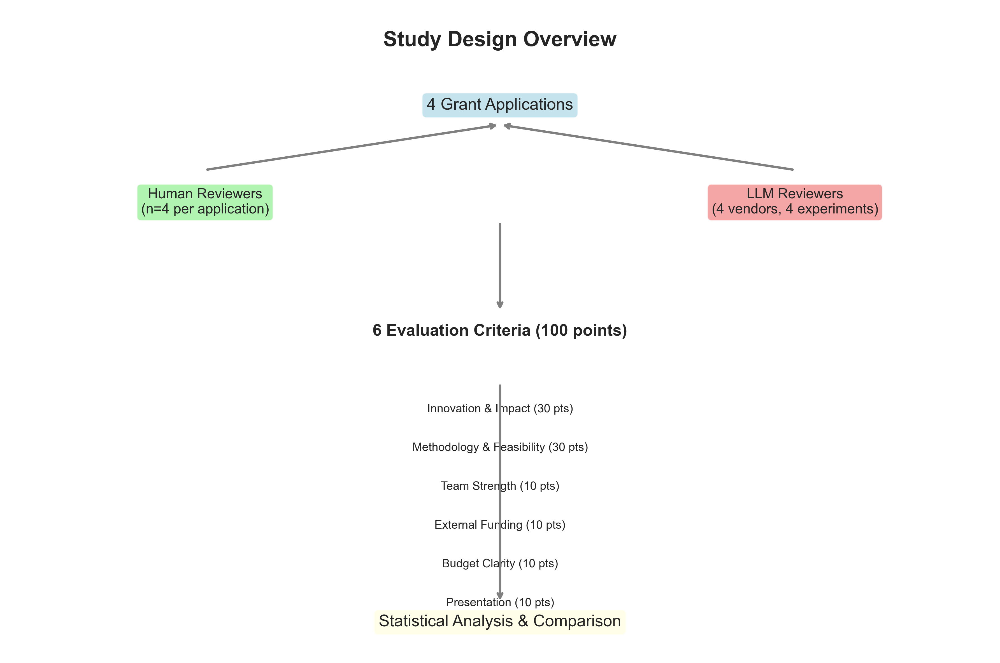 Study Design Overview
4 Grant Applications
Human Reviewers
(n=4 per application)
LLM Reviewers
(4 vendors, 4 experiments)
6 Evaluation Criteria (100 points)
Innovation & Impact (30 pts)
Methodology & Feasibility (30 pts)
Team Strength (10 pts)
External Funding (10 pts)
Budget Clarity (10 pts)
Presentation (10 pts)
Statistical Analysis & Comparison